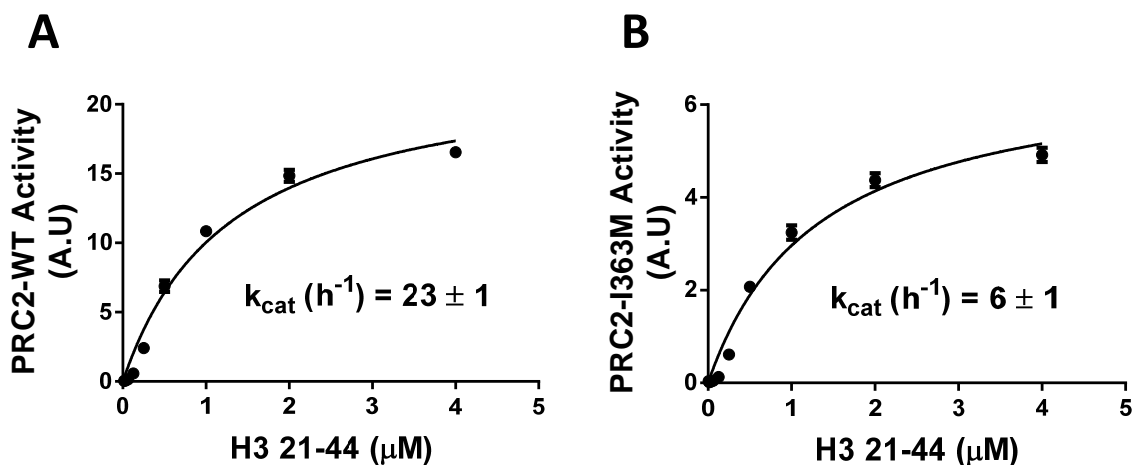 A
PRC2-WT Activity
(A.U)
20
15
10
5
0
k_cat (h⁻¹) = 23 ± 1
0 1 2 3 4 5
H3 21-44 (μM)
B
PRC2-I363M Activity
(A.U)
6
4
2
0
k_cat (h⁻¹) = 6 ± 1
0 1 2 3 4 5
H3 21-44 (μM)